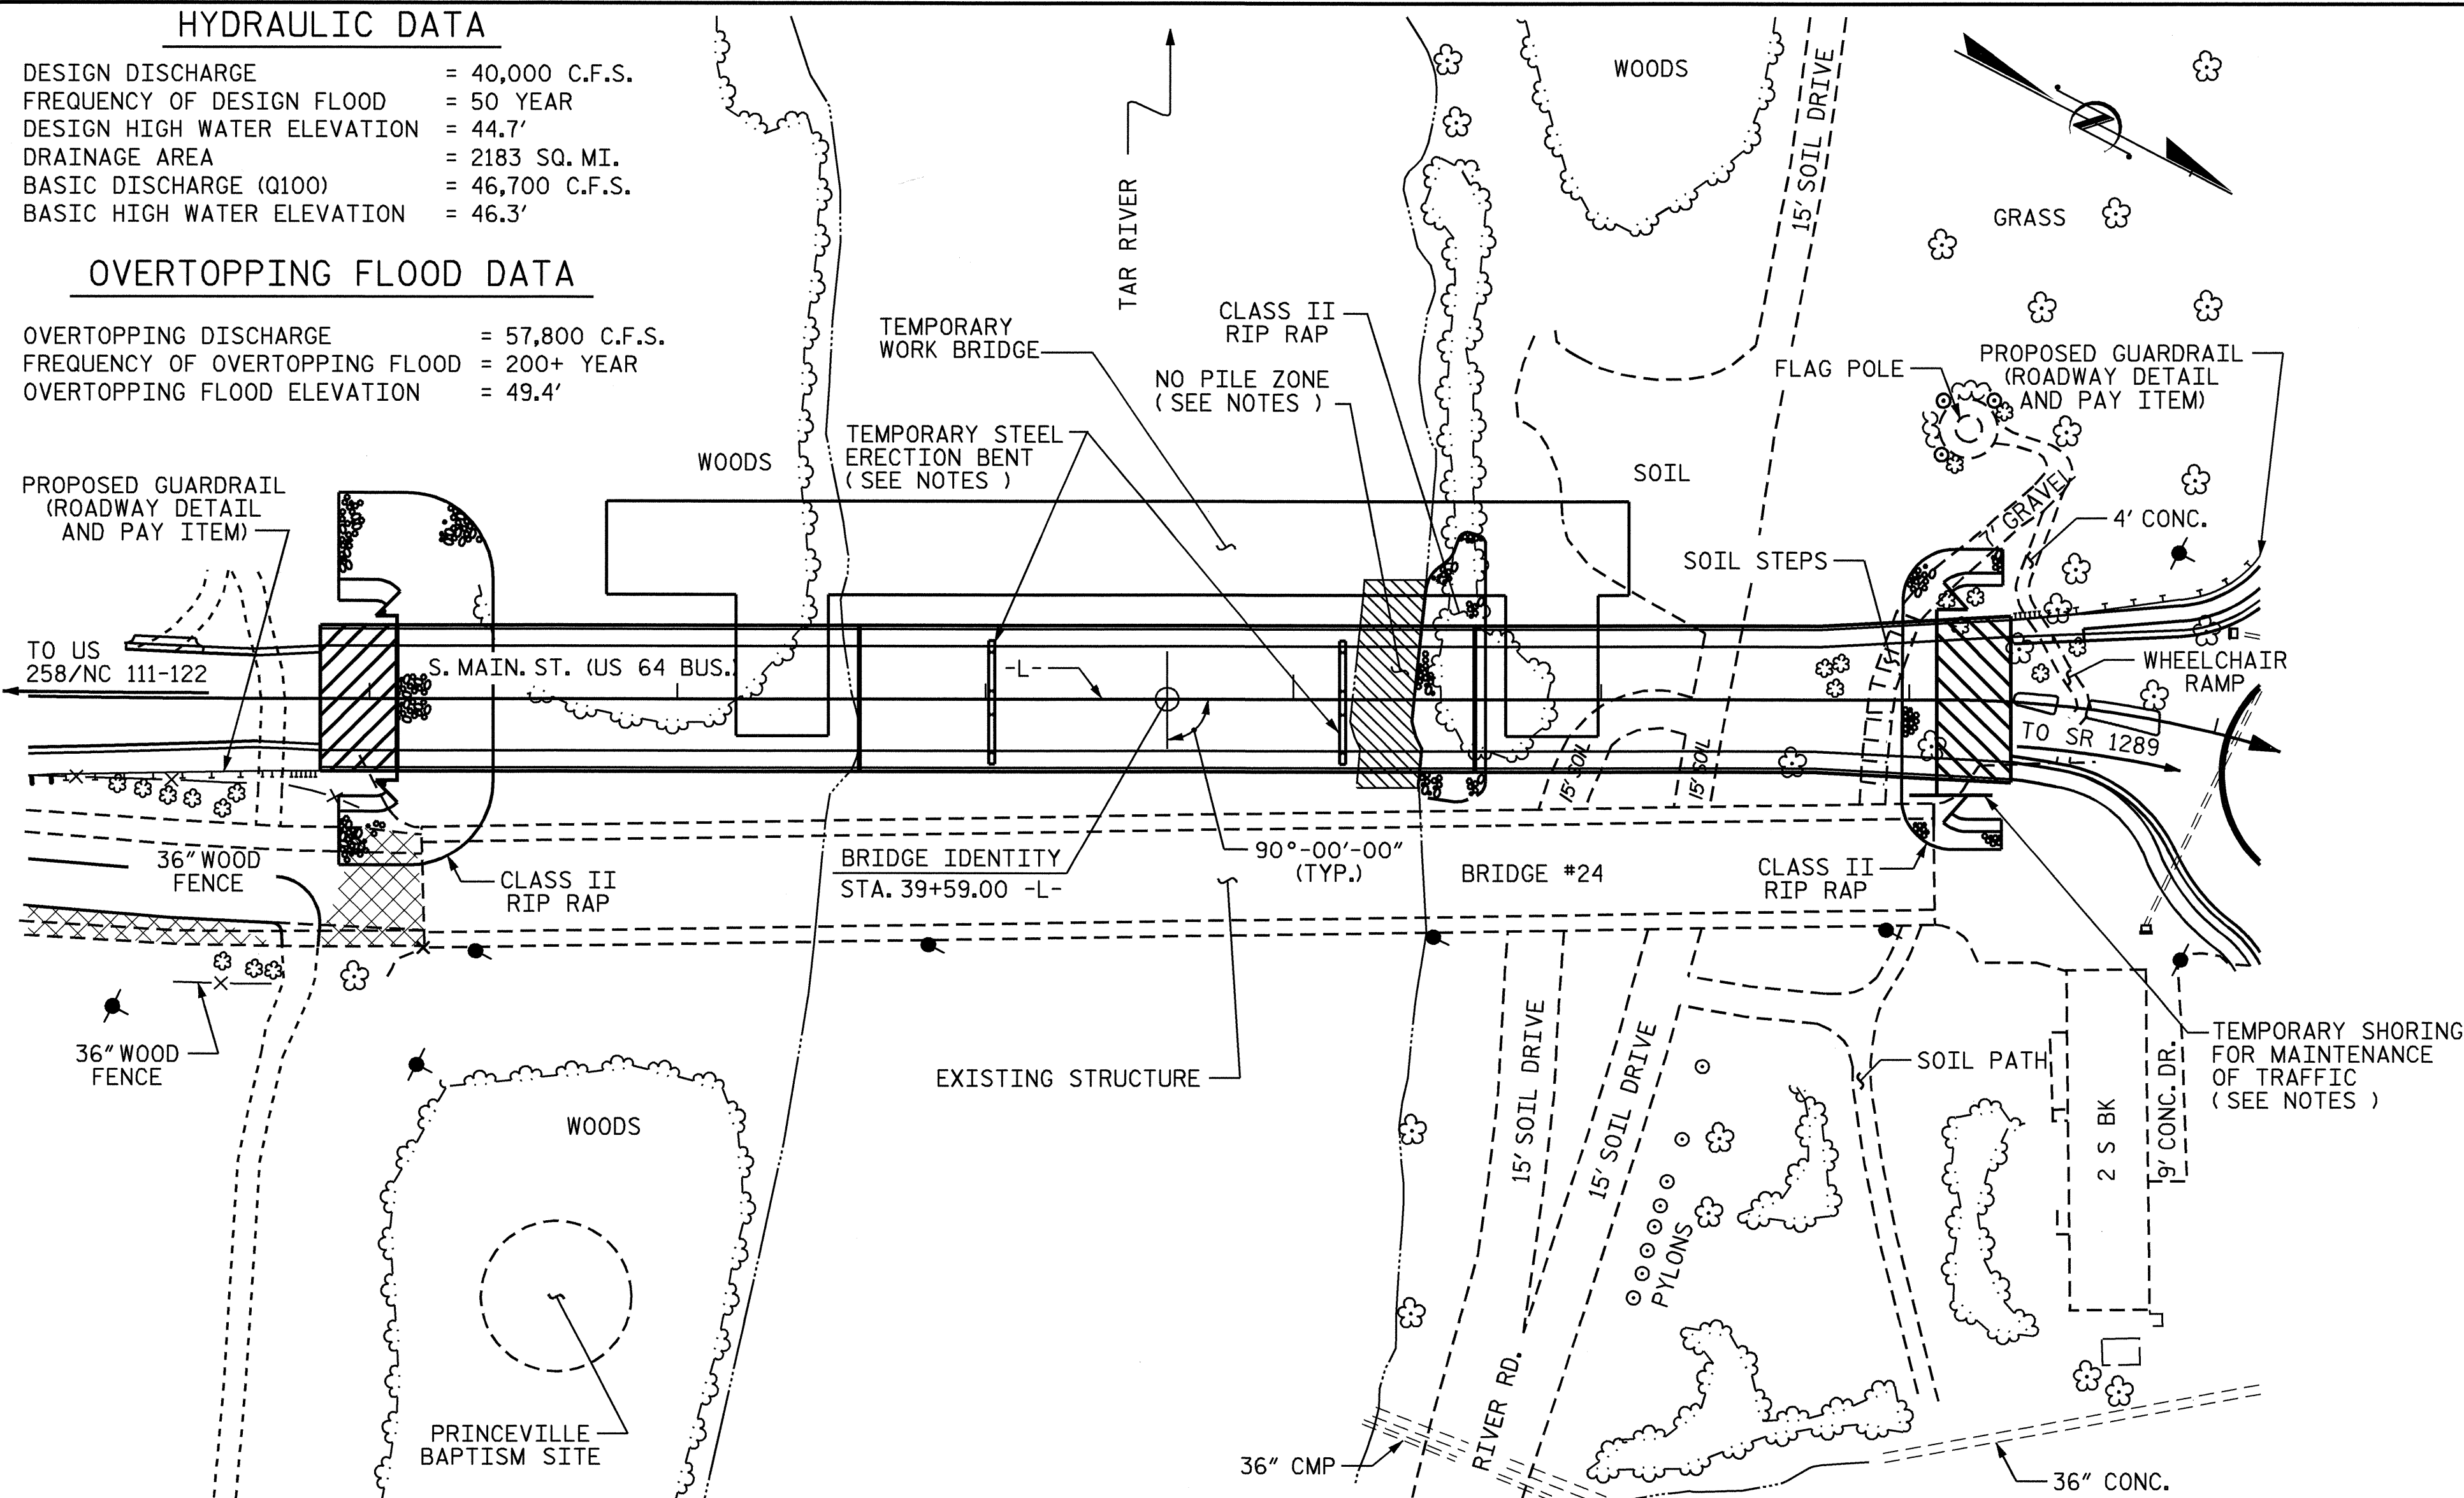 HYDRAULIC DATA
DESIGN DISCHARGE = 40,000 C.F.S.
FREQUENCY OF DESIGN FLOOD = 50 YEAR
DESIGN HIGH WATER ELEVATION = 44.7'
DRAINAGE AREA = 2183 SQ. MI.
BASIC DISCHARGE (Q100) = 46,700 C.F.S.
BASIC HIGH WATER ELEVATION = 46.3'
OVERTOPPING FLOOD DATA
OVERTOPPING DISCHARGE = 57,800 C.F.S.
FREQUENCY OF OVERTOPPING FLOOD = 200+ YEAR
OVERTOPPING FLOOD ELEVATION = 49.4'
TAR RIVER
WOODS
15' SOIL DRIVE
Z
GRASS
TEMPORARY
WORK BRIDGE
CLASS II
RIP RAP
NO PILE ZONE
( SEE NOTES )
TEMPORARY STEEL
ERECTION BENT
( SEE NOTES )
WOODS
SOIL
FLAG POLE
PROPOSED GUARDRAIL
(ROADWAY DETAIL
AND PAY ITEM)
PROPOSED GUARDRAIL
(ROADWAY DETAIL
AND PAY ITEM)
GRAVEL
4' CONC.
SOIL STEPS
TO US
258/NC 111-122
S. MAIN. ST. (US 64 BUS.)
-L-
WHEELCHAIR
RAMP
TO SR 1289
15' SOIL
15' SOIL
36" WOOD
FENCE
CLASS II
RIP RAP
BRIDGE IDENTITY
STA. 39+59.00 -L-
90°-00'-00"
(TYP.)
BRIDGE #24
CLASS II
RIP RAP
36" WOOD
FENCE
EXISTING STRUCTURE
WOODS
15' SOIL DRIVE
15' SOIL DRIVE
SOIL PATH
2 S BK
9' CONC. DR.
TEMPORARY SHORING
FOR MAINTENANCE
OF TRAFFIC
( SEE NOTES )
PYLONS
PRINCEVILLE
BAPTISM SITE
RIVER RD.
36" CMP
36" CONC.